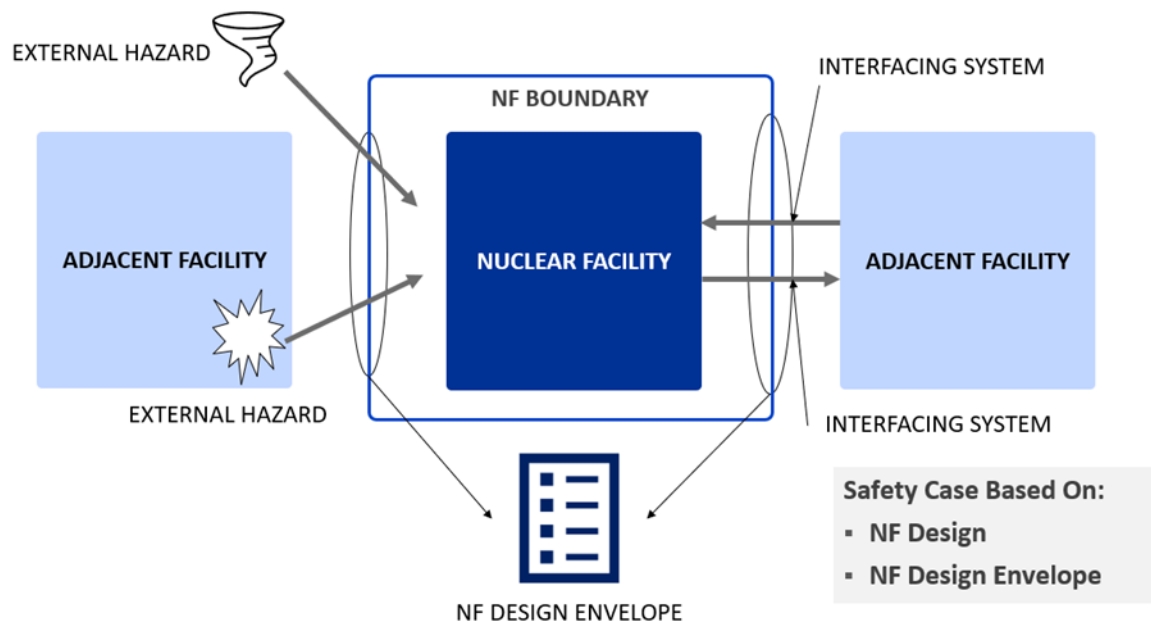 EXTERNAL HAZARD
INTERFACING SYSTEM
NF BOUNDARY
ADJACENT FACILITY
NUCLEAR FACILITY
ADJACENT FACILITY
EXTERNAL HAZARD
INTERFACING SYSTEM
Safety Case Based On:
▪ NF Design
▪ NF Design Envelope
NF DESIGN ENVELOPE